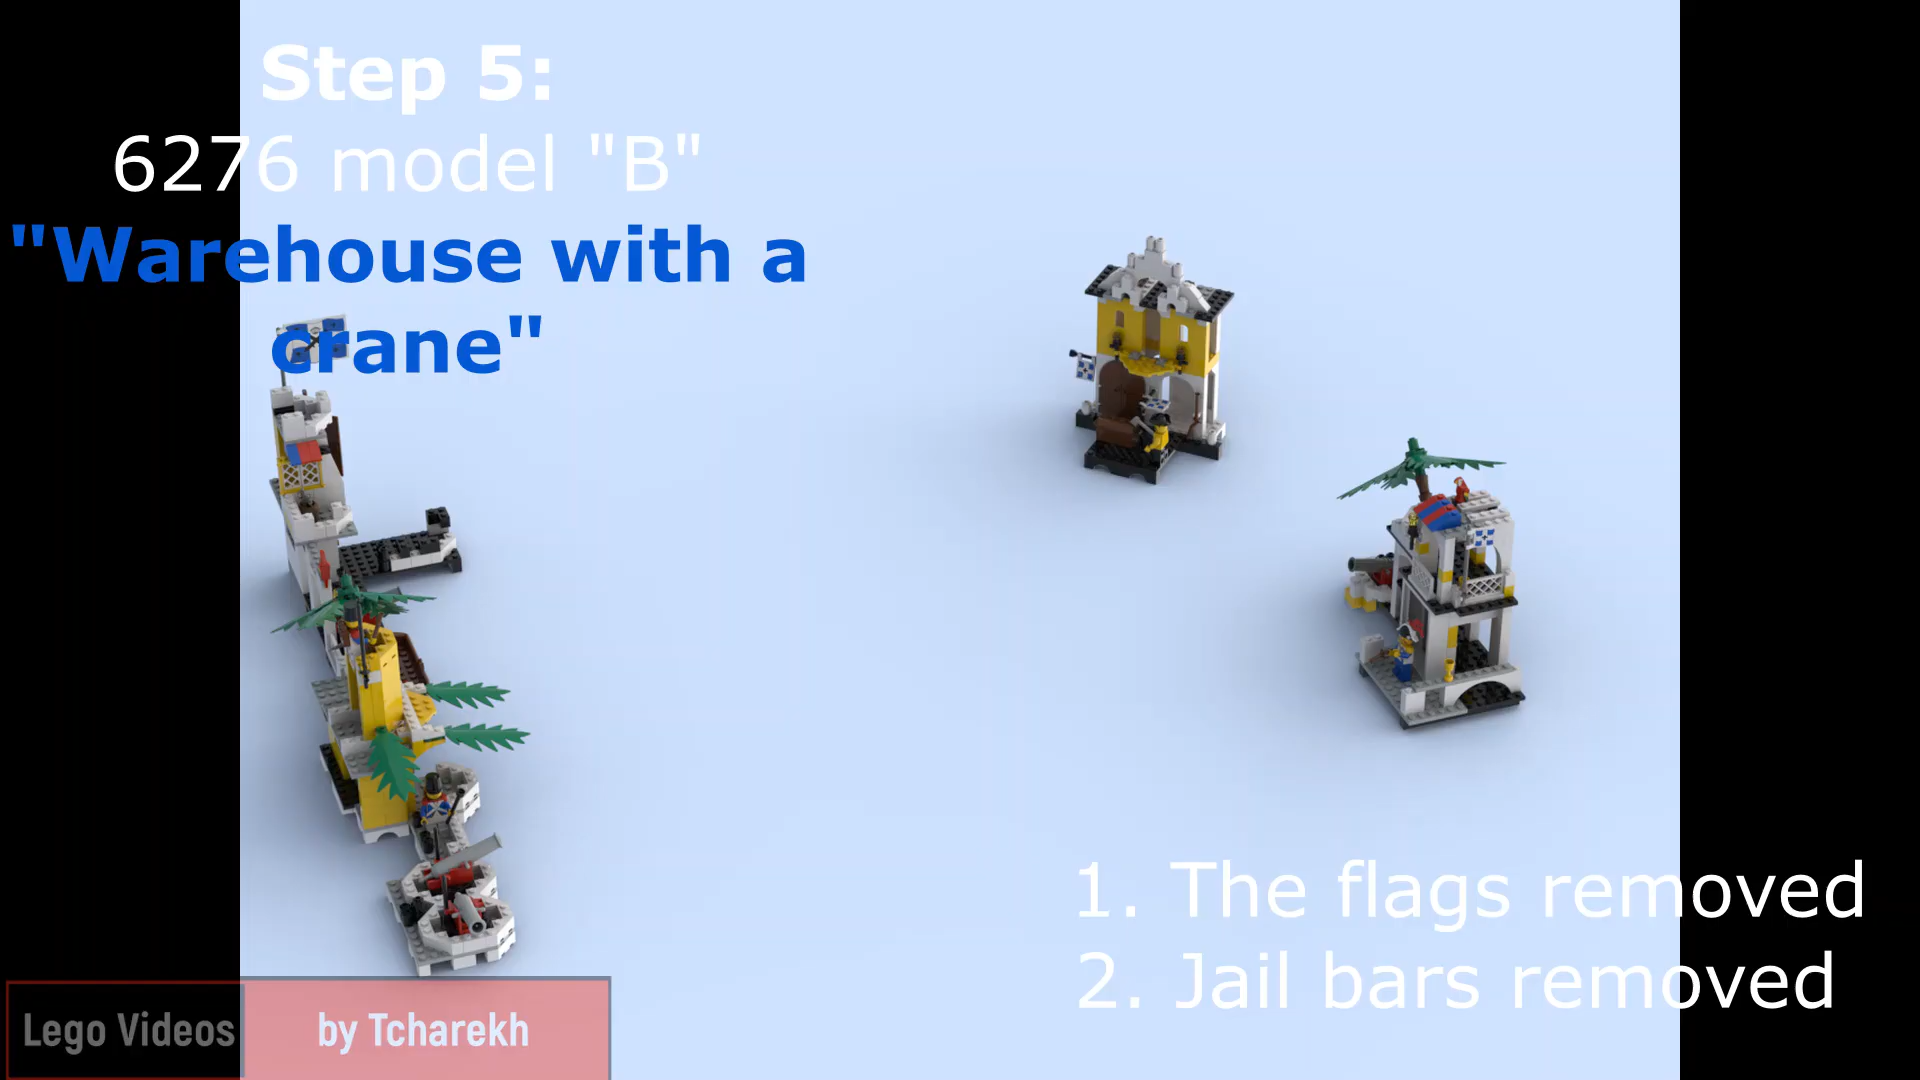 Step 5:
6276 model "B"
"Warehouse with a
crane"
1. The flags removed
2. Jail bars removed
Lego Videos by Tcharekh